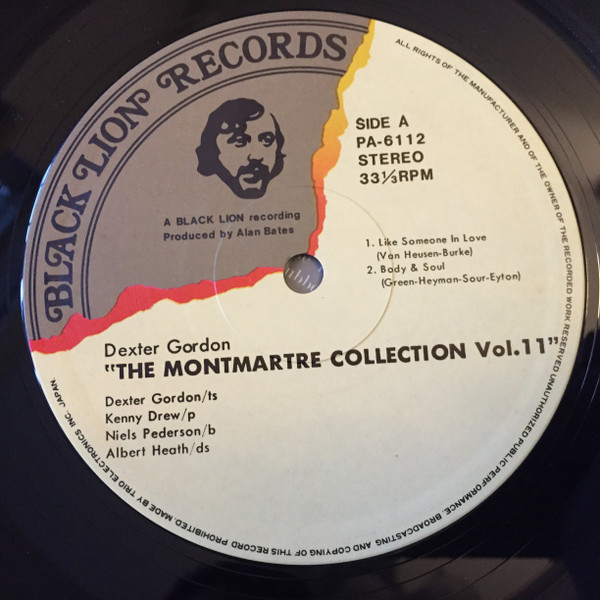 BLACK LION RECORDS
A BLACK LION recording
Produced by Alan Bates
SIDE A
PA-6112
STEREO
33⅓RPM
1. Like Someone In Love
(Van Heusen-Burke)
2. Body & Soul
(Green-Heyman-Sour-Eyton)
Dexter Gordon
"THE MONTMARTRE COLLECTION Vol.11"
Dexter Gordon/ts
Kenny Drew/p
Niels Pederson/b
Albert Heath/ds
ALL RIGHTS OF THE MANUFACTURER AND OF THE OWNER OF THE RECORDED WORK RESERVED UNAUTHORIZED PUBLIC PERFORMANCE, BROADCASTING AND COPYING OF THIS RECORD PROHIBITED MADE BY TRIO ELECTRONICS INC. JAPAN